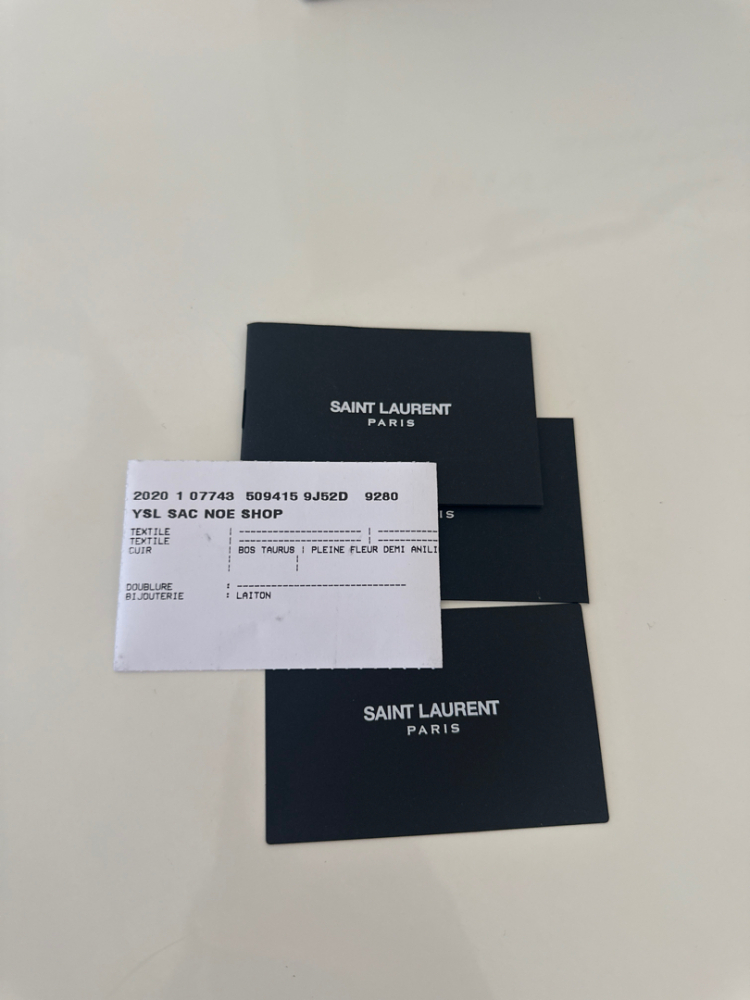 SAINT LAURENT
PARIS
2020 1 07743 509415 9J52D 9280
YSL SAC NOE SHOP
TEXTILE | ---------------------- | -----------
TEXTILE | ---------------------- | -----------
CUIR | BOS TAURUS | PLEINE FLEUR DEMI ANILI
| |
| |
DOUBLURE : ------------------------------
BIJOUTERIE : LAITON
IS
SAINT LAURENT
PARIS